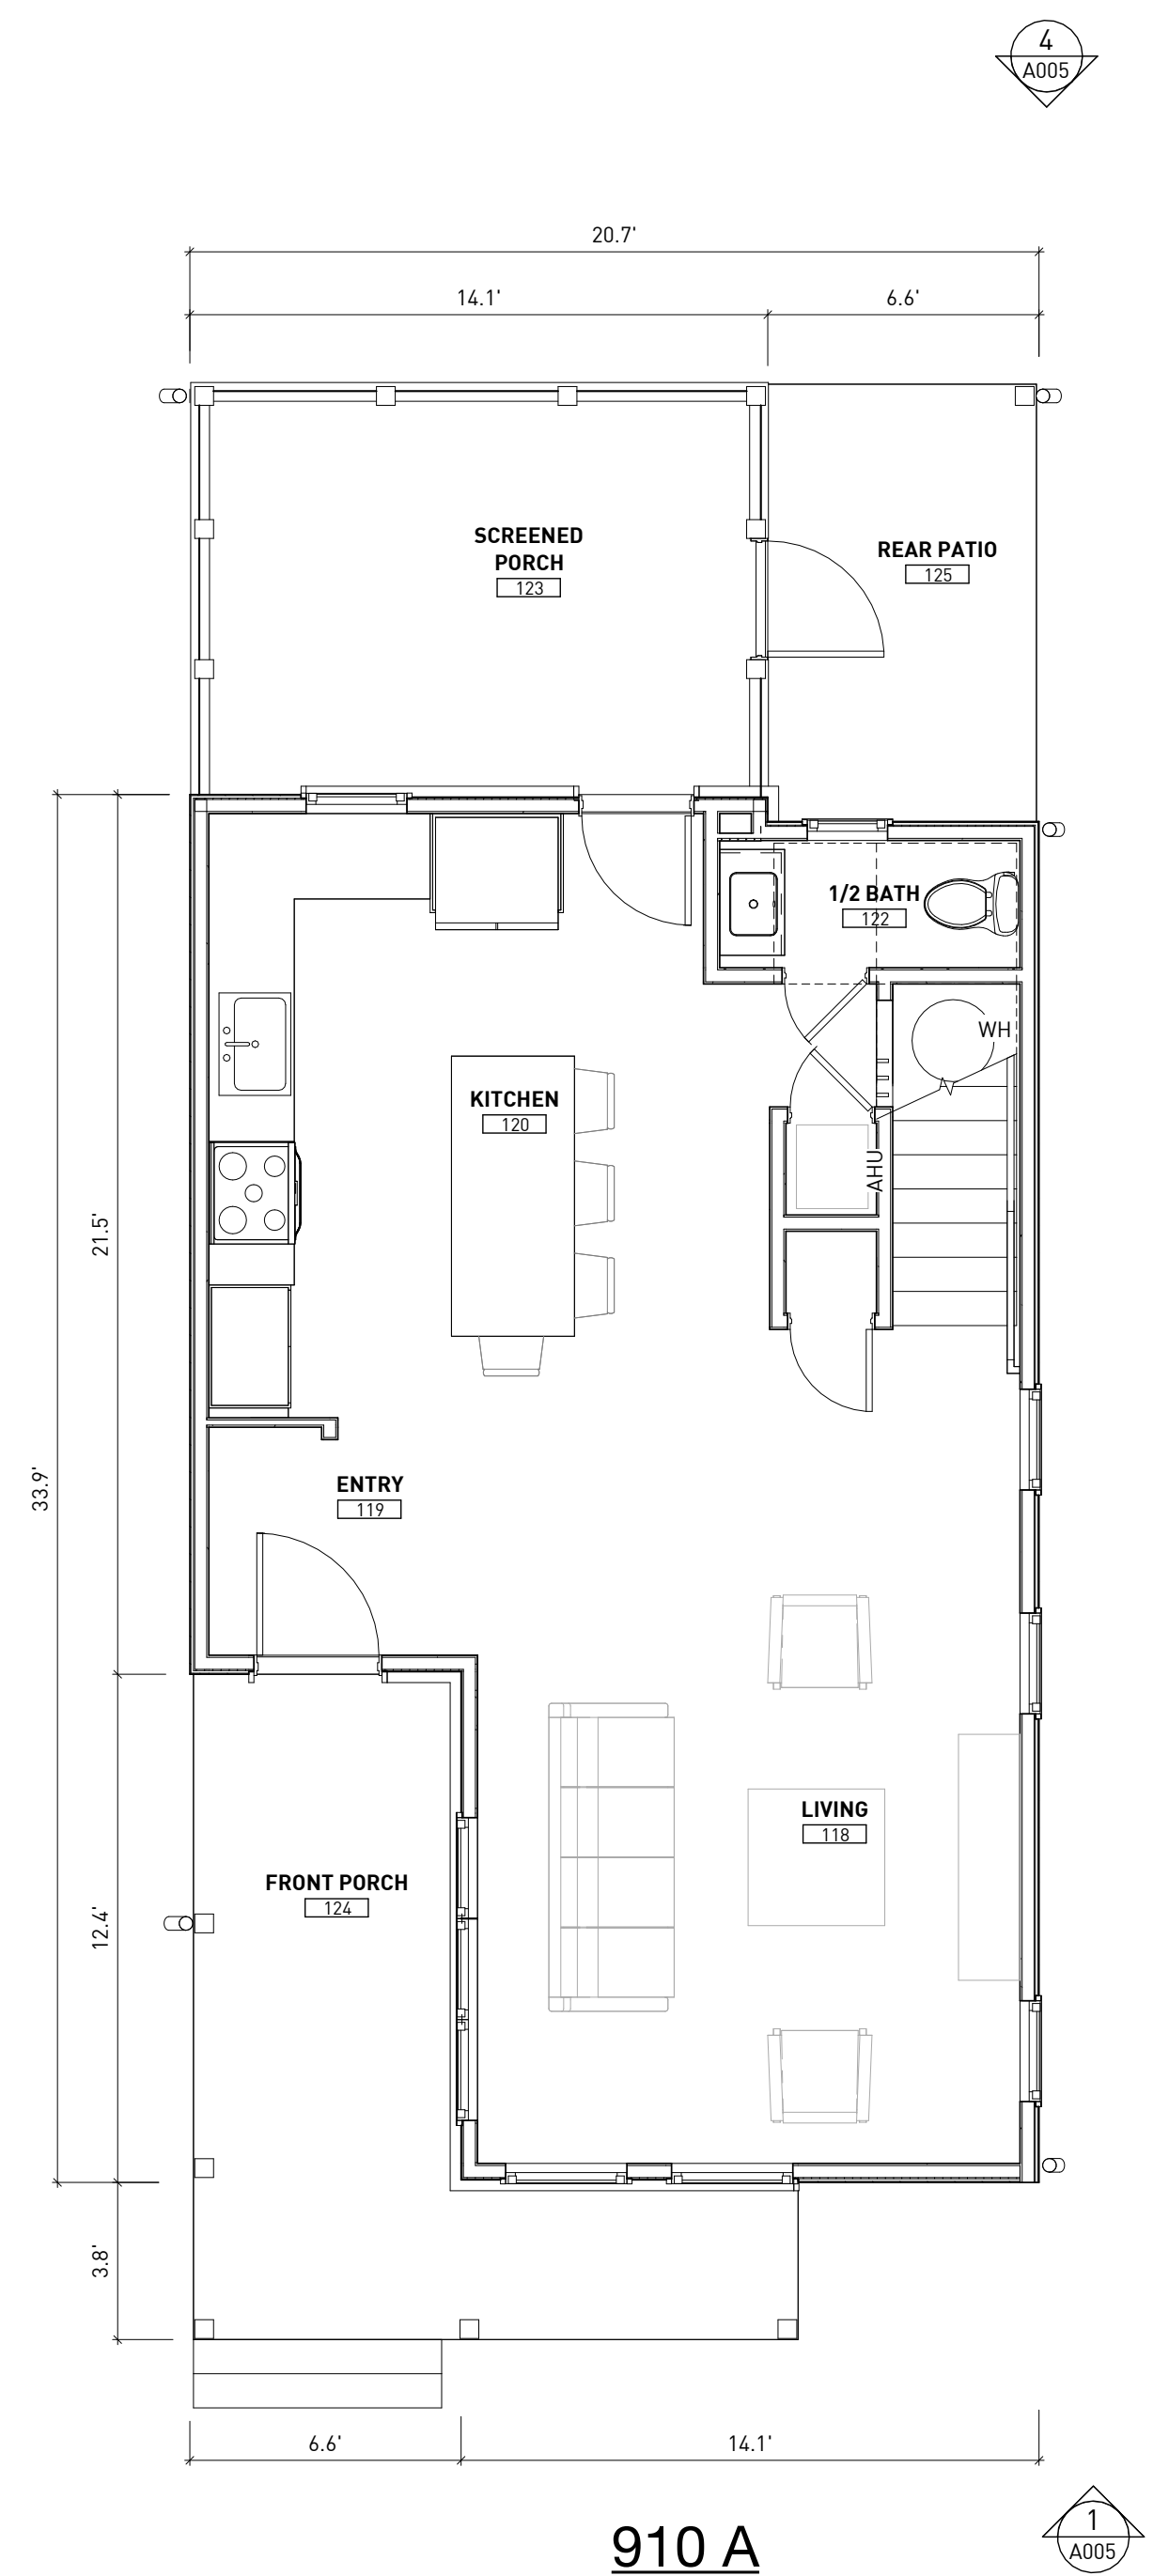 4
A005
20.7'
14.1'
6.6'
SCREENED
PORCH
123
REAR PATIO
125
1/2 BATH
122
WH
KITCHEN
120
AHU
21.5'
33.9'
ENTRY
119
LIVING
118
FRONT PORCH
124
12.4'
3.8'
6.6'
14.1'
910 A
1
A005